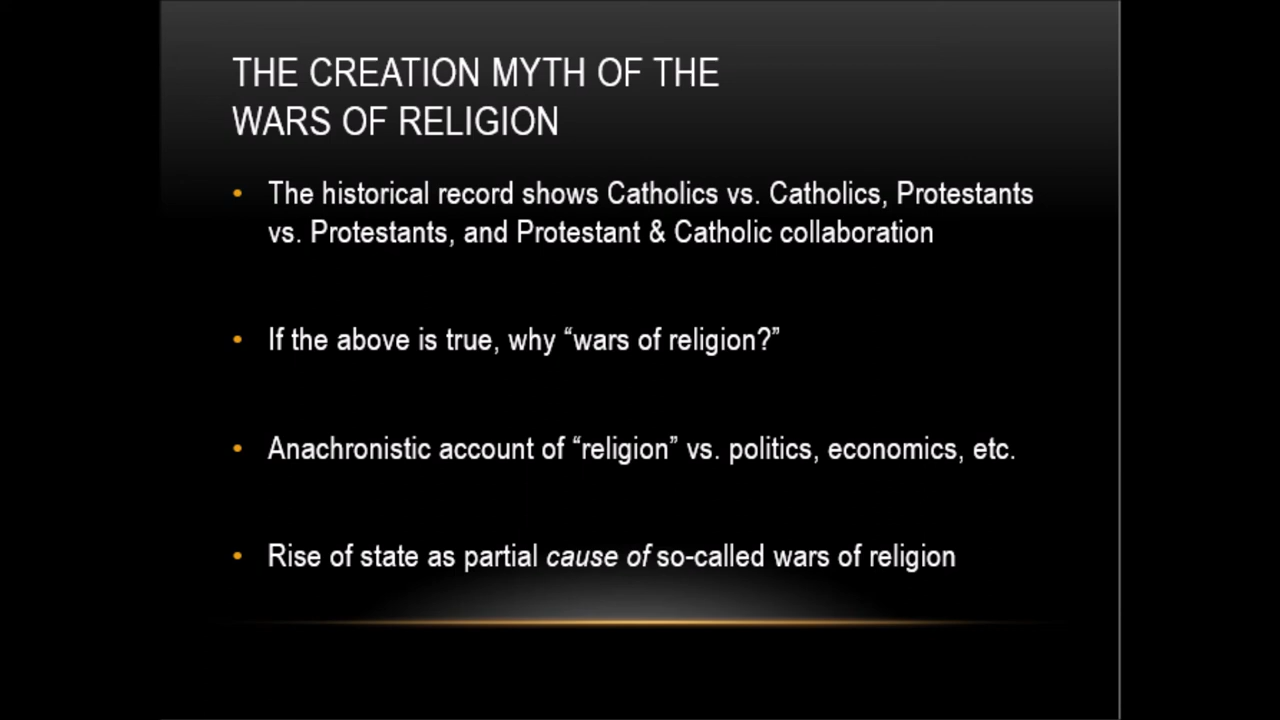 THE CREATION MYTH OF THE
WARS OF RELIGION
• The historical record shows Catholics vs. Catholics, Protestants
vs. Protestants, and Protestant & Catholic collaboration
• If the above is true, why “wars of religion?”
• Anachronistic account of “religion” vs. politics, economics, etc.
• Rise of state as partial cause of so-called wars of religion